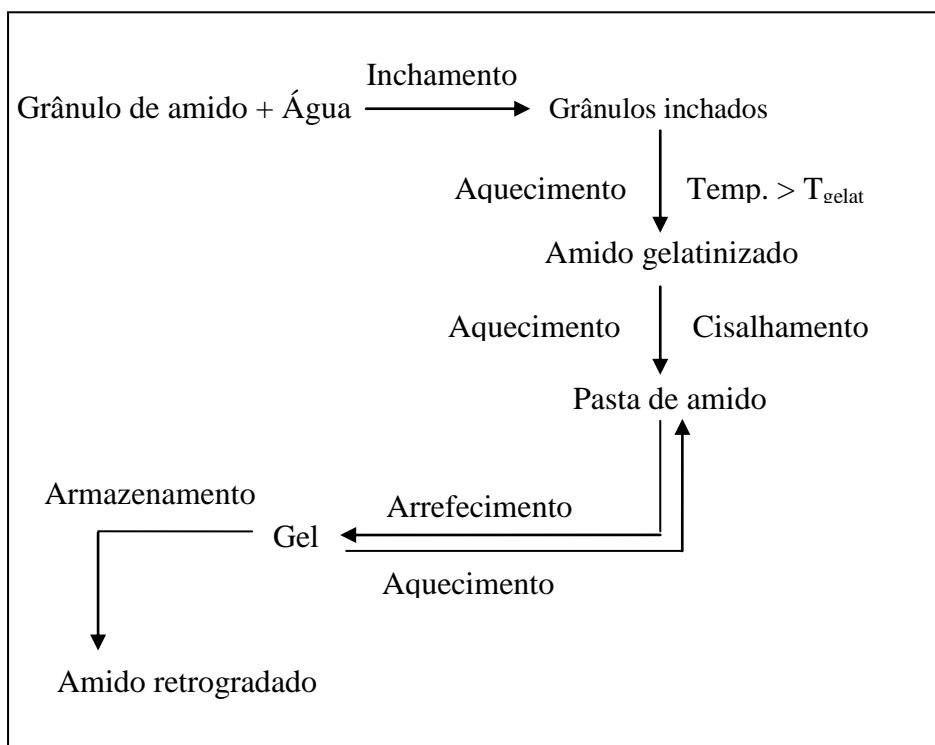 Inchamento
Grânulo de amido + Água
Grânulos inchados
Aquecimento
Temp. > Tgelat
Amido gelatinizado
Aquecimento
Cisalhamento
Pasta de amido
Armazenamento
Arrefecimento
Gel
Aquecimento
Amido retrogradado